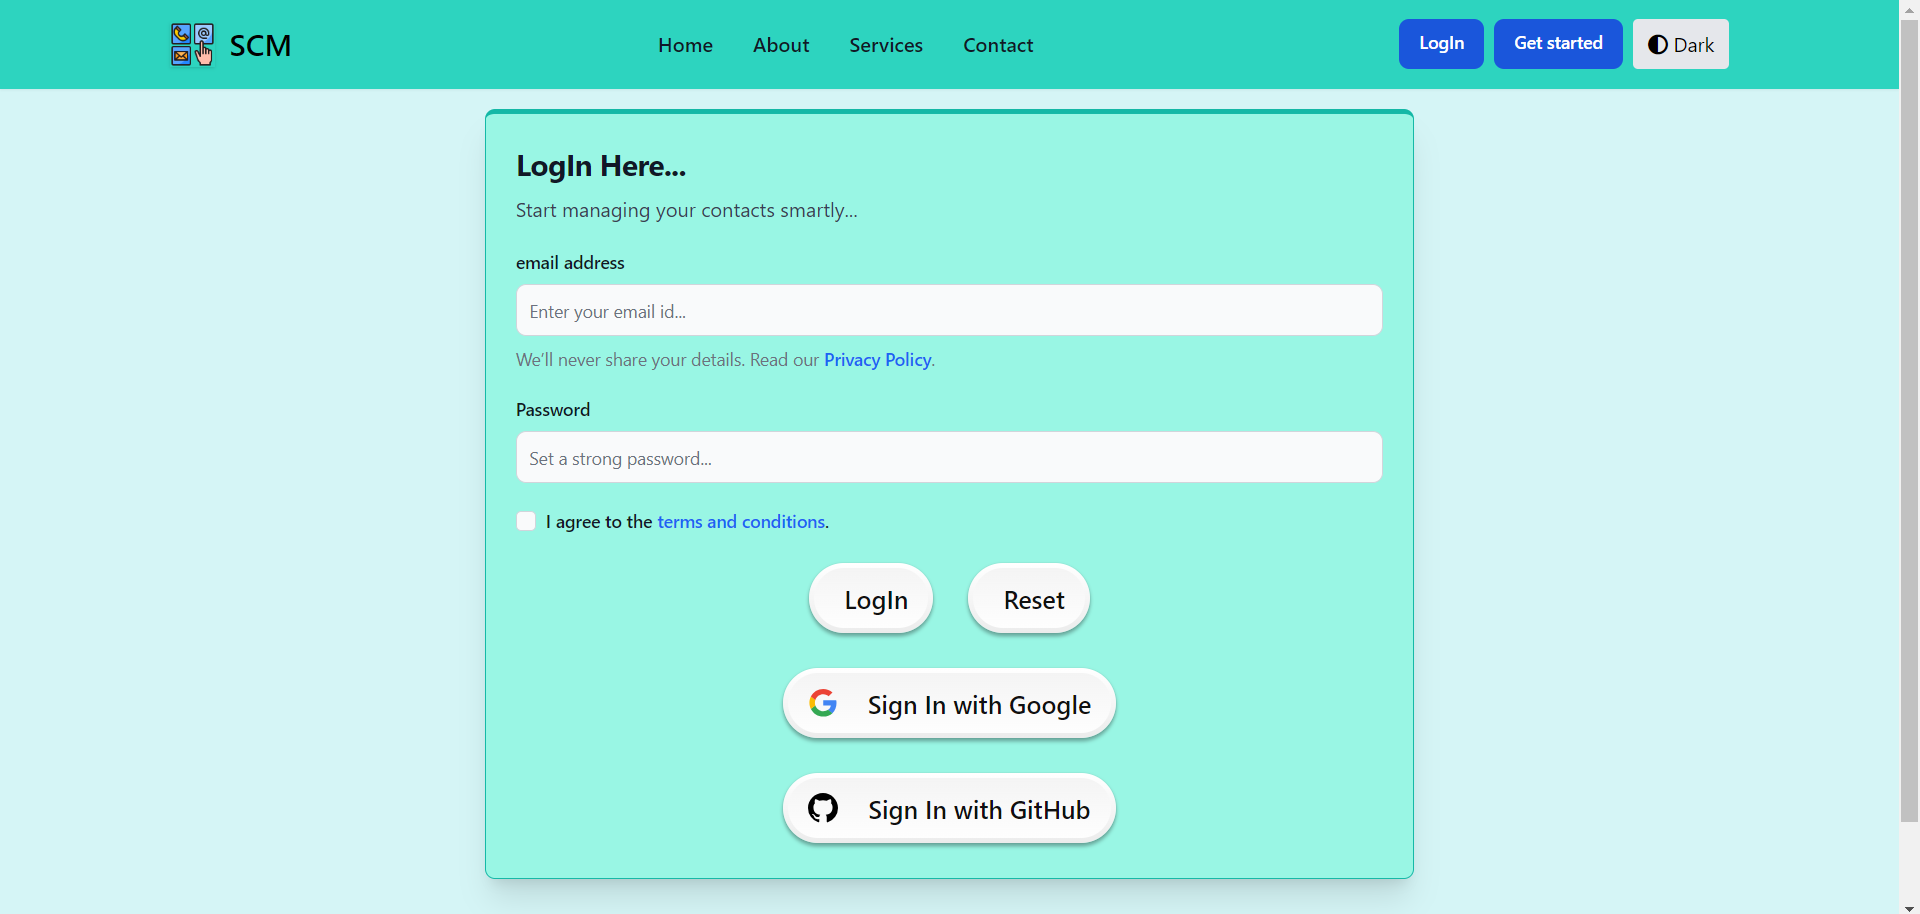 SCM Home About Services Contact LogIn Get started Dark
LogIn Here...
Start managing your contacts smartly...
email address
Enter your email id...
We'll never share your details. Read our Privacy Policy.
Password
Set a strong password...
I agree to the terms and conditions.
LogIn Reset
Sign In with Google
Sign In with GitHub